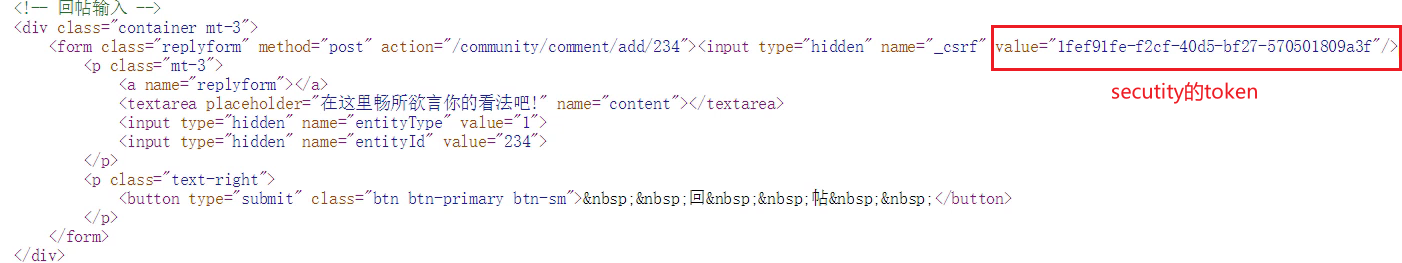 <!-- 回帖输入 -->
<div class="container mt-3">
<form class="replyform" method="post" action="/community/comment/add/234"><input type="hidden" name="_csrf" value="1fef91fe-f2cf-40d5-bf27-570501809a3f"/>
<p class="mt-3">
secutity的token
<a name="replyform"></a>
<textarea placeholder="在这里畅所欲言你的看法吧!" name="content"></textarea>
<input type="hidden" name="entityType" value="1">
<input type="hidden" name="entityId" value="234">
</p>
<p class="text-right">
<button type="submit" class="btn btn-primary btn-sm">&nbsp;&nbsp;回&nbsp;&nbsp;帖&nbsp;&nbsp;</button>
</p>
</form>
</div>